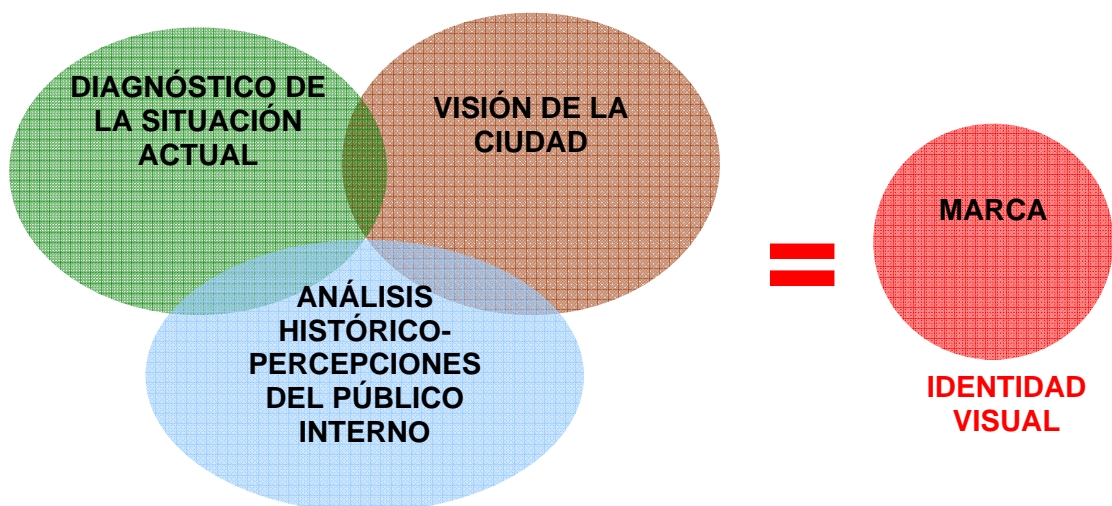 DIAGNÓSTICO DE
LA SITUACIÓN
ACTUAL
VISIÓN DE LA
CIUDAD
ANÁLISIS
HISTÓRICO-
PERCEPCIONES
DEL PÚBLICO
INTERNO
=
MARCA
IDENTIDAD
VISUAL